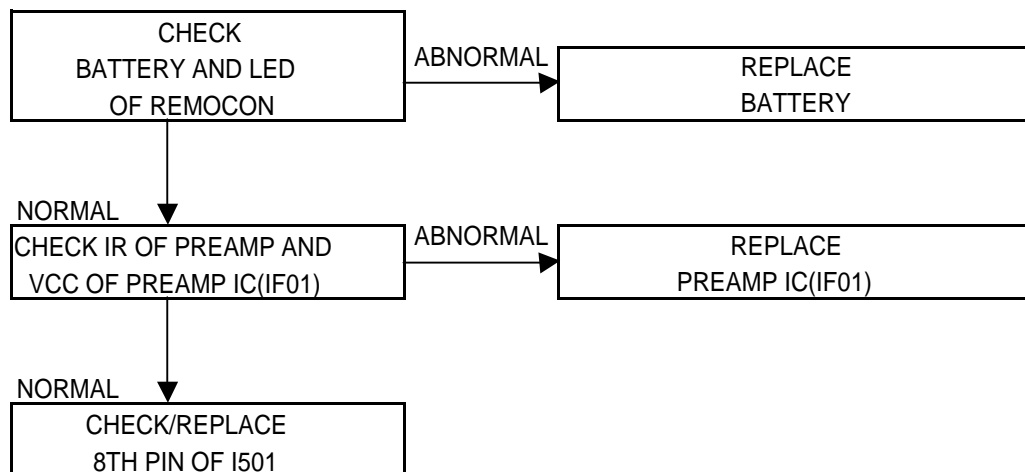 CHECK
BATTERY AND LED
OF REMOCON
ABNORMAL
REPLACE
BATTERY
NORMAL
CHECK IR OF PREAMP AND
VCC OF PREAMP IC(IF01)
ABNORMAL
REPLACE
PREAMP IC(IF01)
NORMAL
CHECK/REPLACE
8TH PIN OF I501